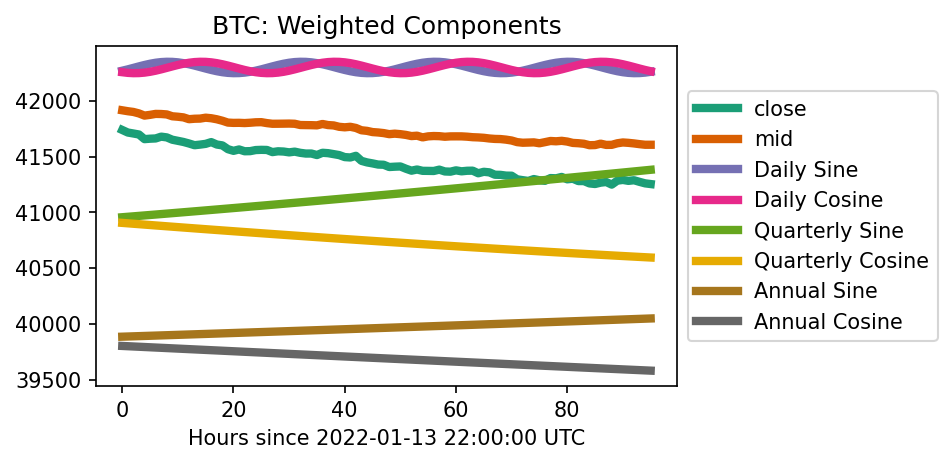 BTC: Weighted Components
42000
41500
41000
40500
40000
39500
0 20 40 60 80
Hours since 2022-01-13 22:00:00 UTC
close
mid
Daily Sine
Daily Cosine
Quarterly Sine
Quarterly Cosine
Annual Sine
Annual Cosine